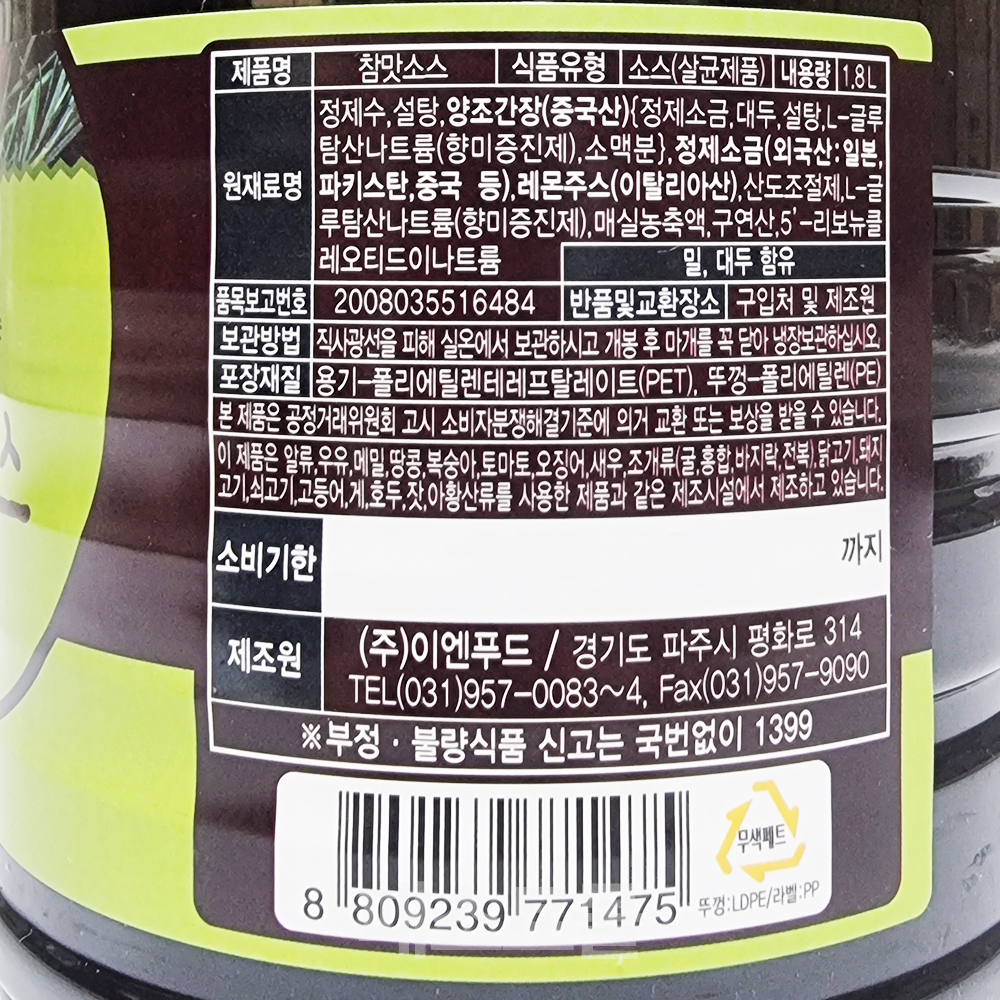 제품명 참맛소스 식품유형 소스(살균제품) 내용량 1.8L
원재료명
정제수,설탕,양조간장(중국산){정제소금,대두,설탕,L-글루
탐산나트륨(향미증진제),소맥분},정제소금(외국산:일본,
파키스탄,중국 등),레몬주스(이탈리아산),산도조절제,L-글
루탐산나트륨(향미증진제),매실농축액,구연산,5'-리보뉴클
레오티드이나트륨 밀, 대두 함유
품목보고번호 2008035516484 반품및교환장소 구입처 및 제조원
보관방법 직사광선을 피해 실온에서 보관하시고 개봉 후 마개를 꼭 닫아 냉장보관하십시오.
포장재질 용기-폴리에틸렌테레프탈레이트(PET), 뚜껑-폴리에틸렌(PE)
본 제품은 공정거래위원회 고시 소비자분쟁해결기준에 의거 교환 또는 보상을 받을 수 있습니다.
이 제품은 알류,우유,메밀,땅콩,복숭아,토마토,오징어,새우,조개류(굴,홍합,바지락,전복),닭고기,돼지
고기,쇠고기,고등어,게,호두,잣,아황산류를 사용한 제품과 같은 제조시설에서 제조하고 있습니다.
소비기한 까지
제조원
(주)이엔푸드 / 경기도 파주시 평화로 314
TEL(031)957-0083~4, Fax(031)957-9090
※부정·불량식품 신고는 국번없이 1399
무색페트
뚜껑:LDPE/라벨:PP
8 809239 771475
스